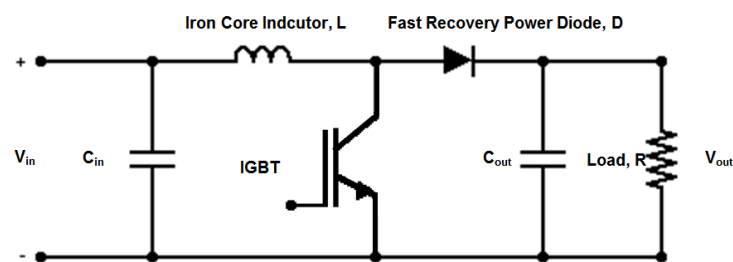 Iron Core Indcutor, L
Fast Recovery Power Diode, D
+
Vin
Cin
IGBT
Cout
Load, R
Vout
-